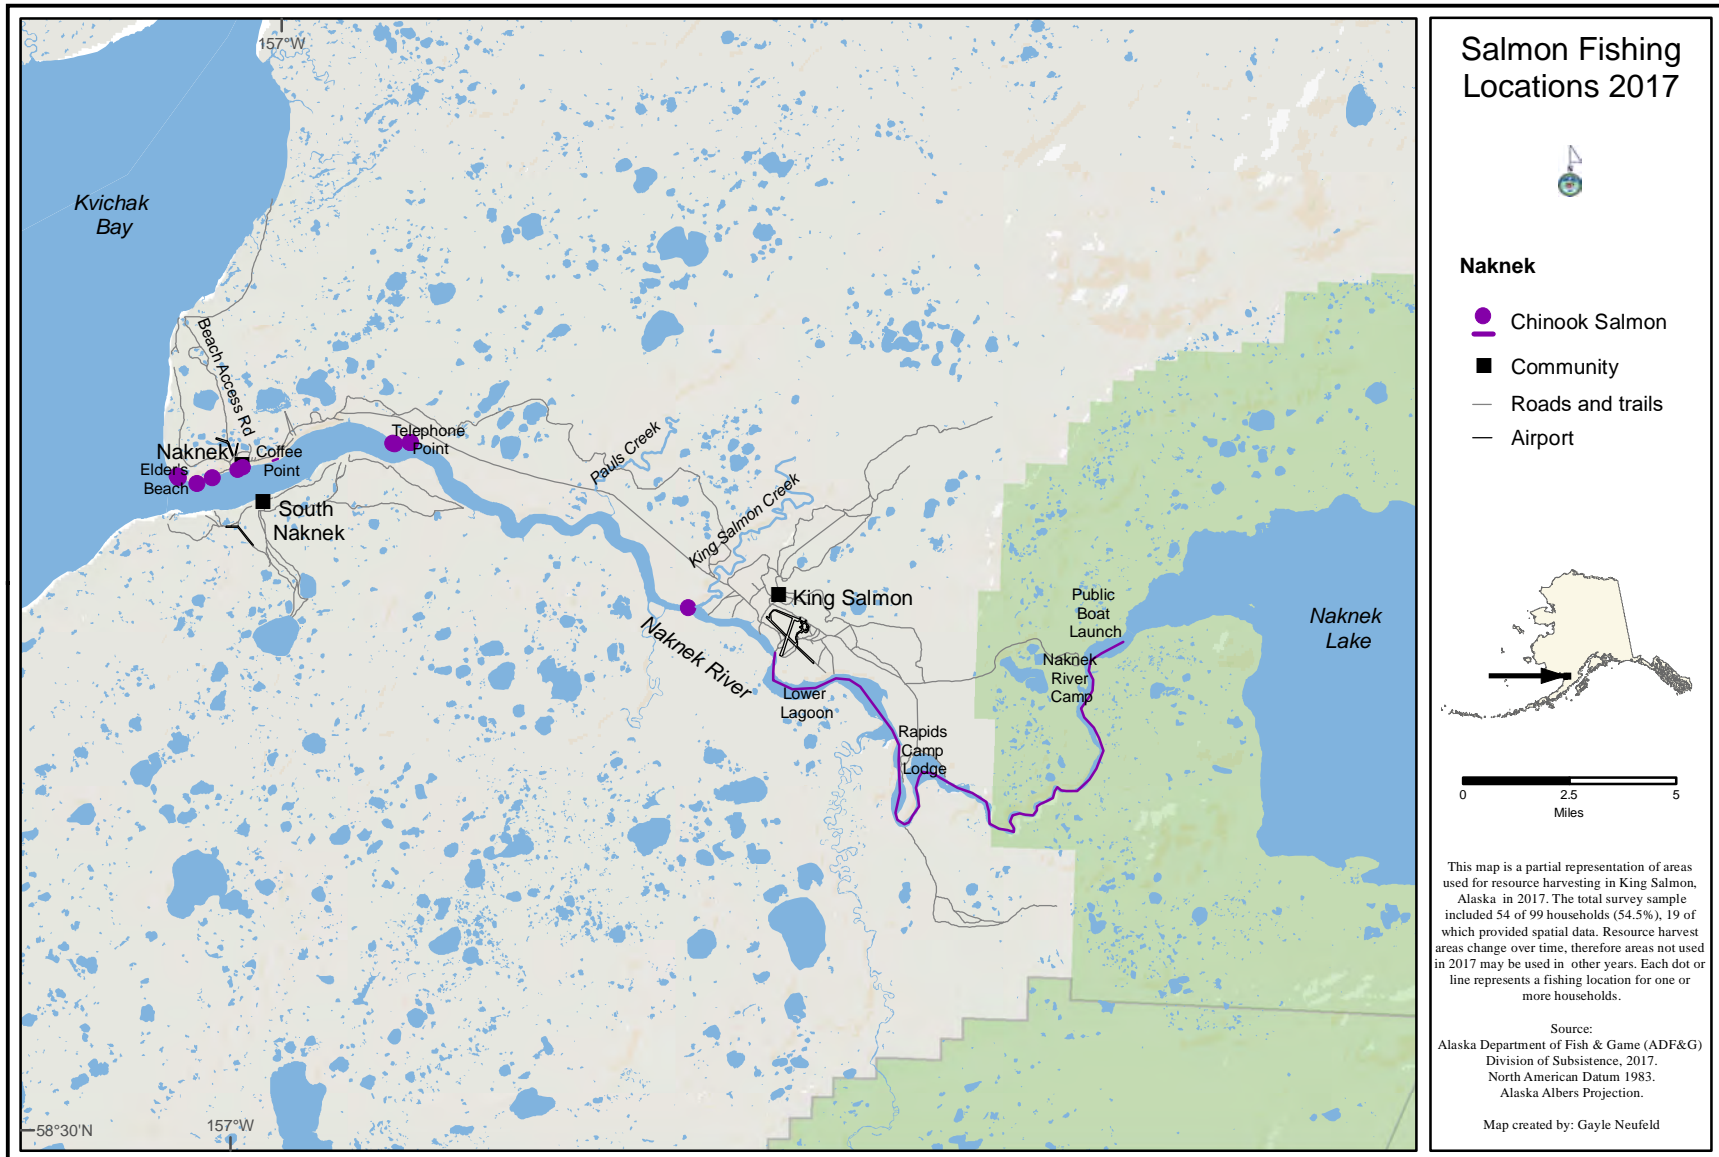 157°W
Kvichak
Bay
Beach Access Rd
Naknek
Coffee
Point
Elder's
Beach
South
Naknek
Telephone
Point
Pauls Creek
King Salmon Creek
King Salmon
Naknek River
Lower
Lagoon
Rapids
Camp
Lodge
Public
Boat
Launch
Naknek
River
Camp
Naknek
Lake
58°30'N
157°W
Salmon Fishing
Locations 2017
Naknek
Chinook Salmon
Community
Roads and trails
Airport
0 2.5 5
Miles
This map is a partial representation of areas
used for resource harvesting in King Salmon,
Alaska in 2017. The total survey sample
included 54 of 99 households (54.5%), 19 of
which provided spatial data. Resource harvest
areas change over time, therefore areas not used
in 2017 may be used in other years. Each dot or
line represents a fishing location for one or
more households.
Source:
Alaska Department of Fish & Game (ADF&G)
Division of Subsistence, 2017.
North American Datum 1983.
Alaska Albers Projection.
Map created by: Gayle Neufeld